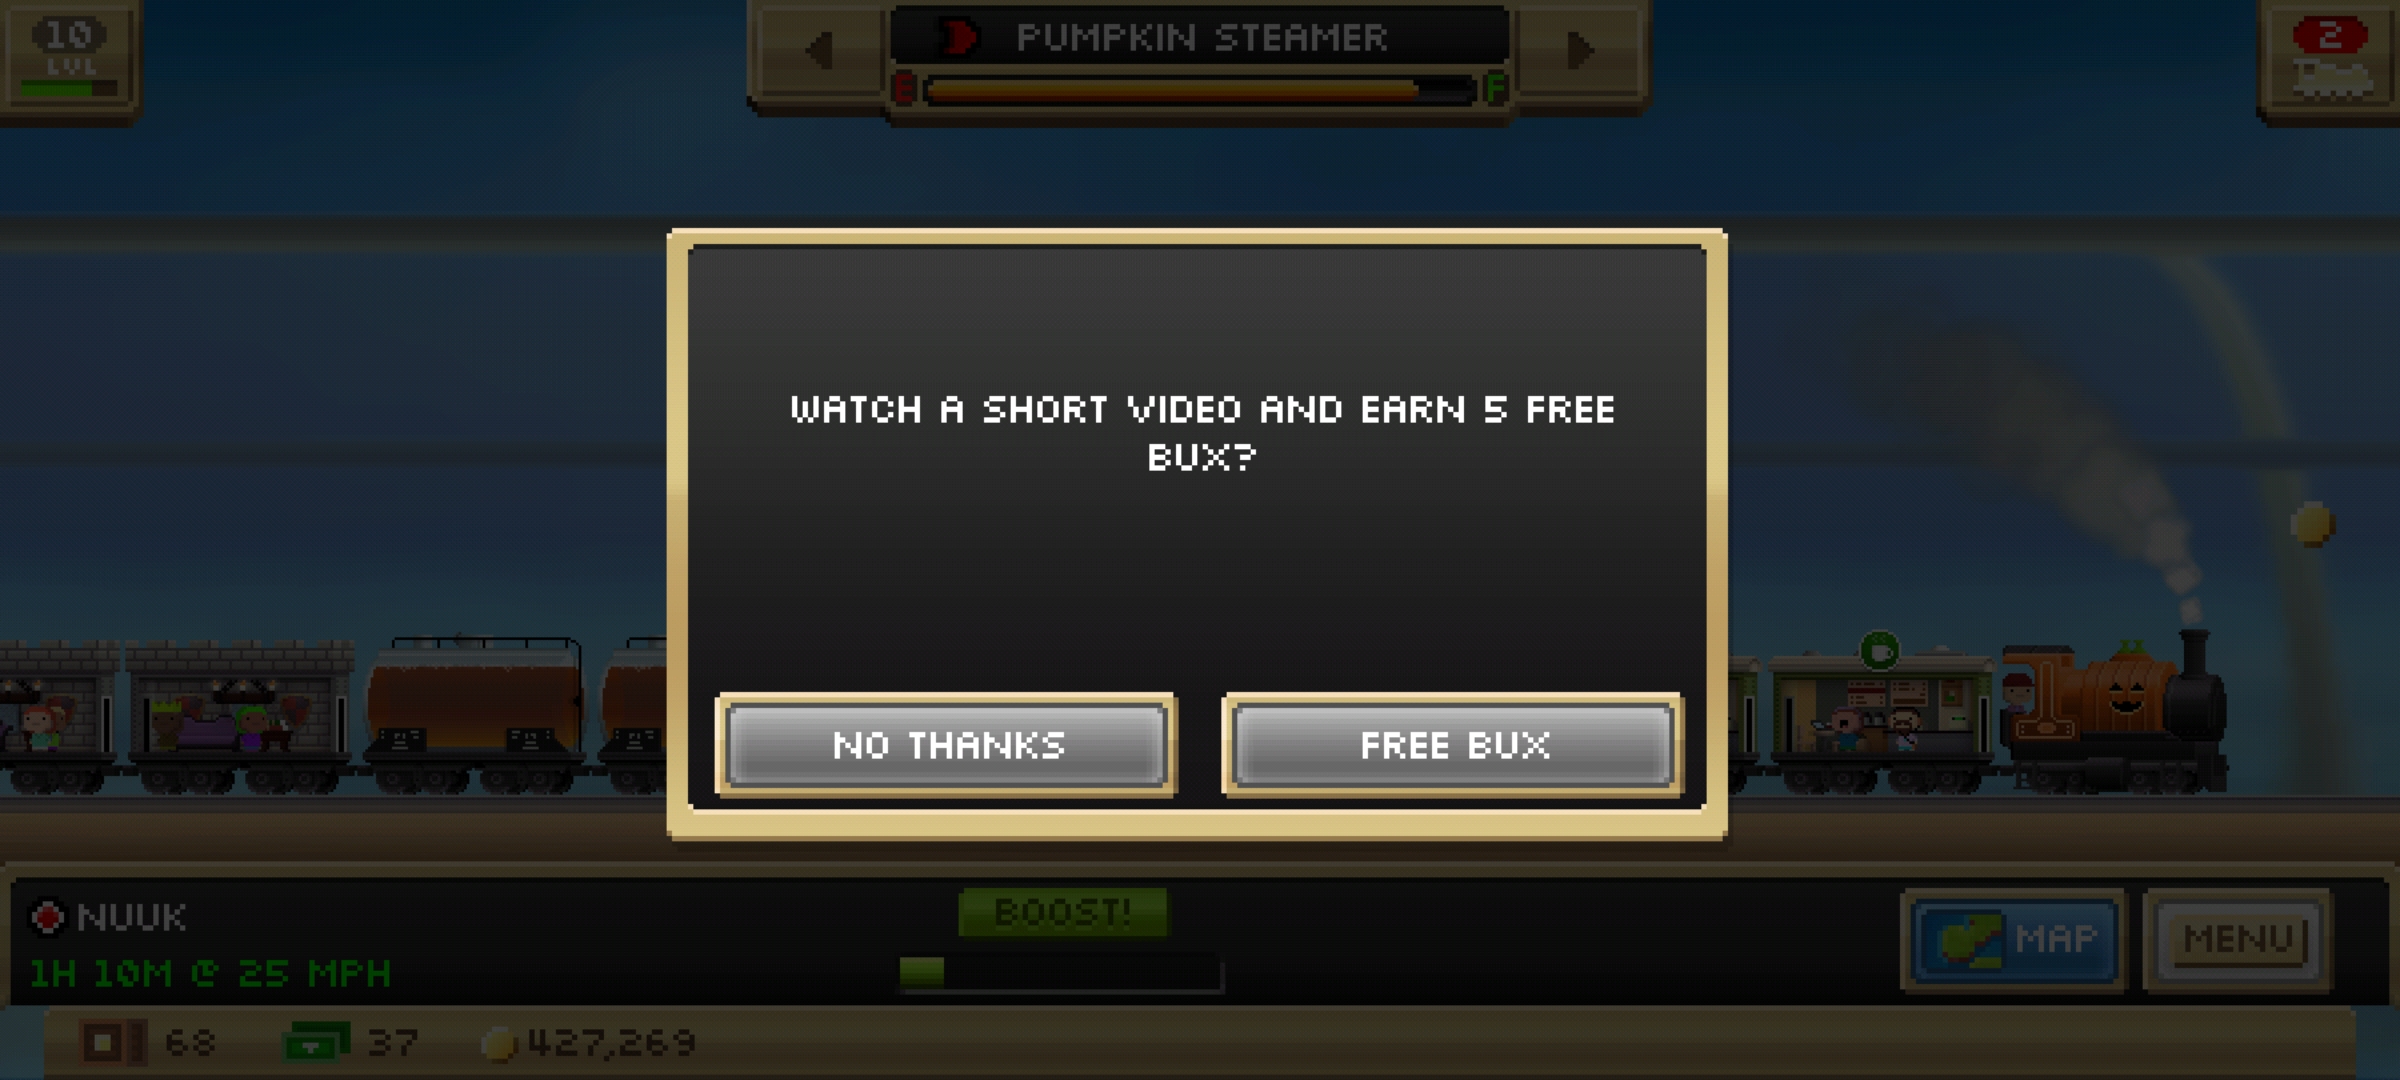 10
LVL
PUMPKIN STEAMER
E
F
2
WATCH A SHORT VIDEO AND EARN 5 FREE
BUX?
NO THANKS
FREE BUX
NUUK
1H 10M @ 25 MPH
BOOST!
MAP
MENU
68
37
427,269